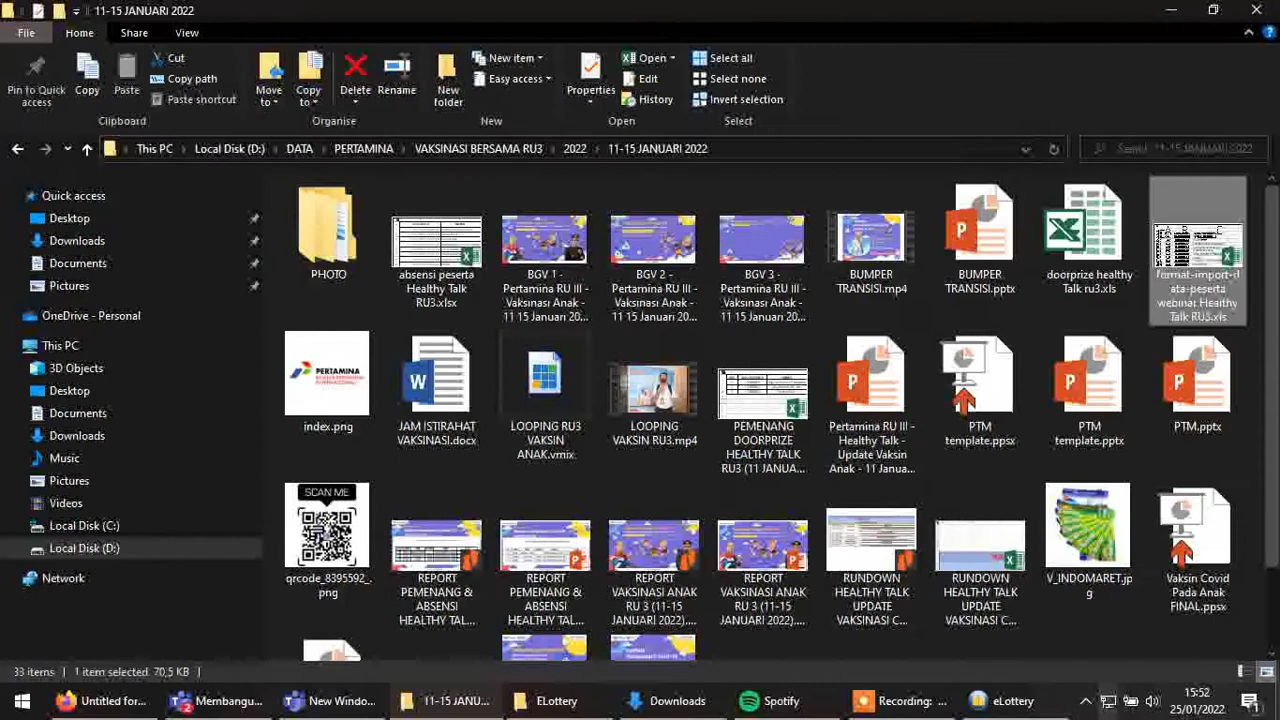 11-15 JANUARI 2022
File
Home
Share
View
Pin to Quick access
Copy
Paste
Cut
Copy path
Paste shortcut
Move to
Copy to
Delete
Rename
New folder
New item
Easy access
Properties
Open
Edit
History
Select all
Select none
Invert selection
Clipboard
Organise
New
Open
Select
This PC
Local Disk (D:)
DATA
PERTAMINA
VAKSINASI BERSAMA RU3
2022
11-15 JANUARI 2022
Quick access
Desktop
Downloads
Documents
Pictures
OneDrive - Personal
This PC
3D Objects
Desktop
Documents
Downloads
Music
Pictures
Videos
Local Disk (C:)
Local Disk (D:)
Network
PHOTO
absensi peserta
Healthy Talk
RU3.xlsx
BGV 1 -
Pertamina RU III -
Vaksinasi Anak -
11 15 Januari 20...
BGV 2 -
Pertamina RU III -
Vaksinasi Anak -
11 15 Januari 20...
BGV 3 -
Pertamina RU III -
Vaksinasi Anak -
11 15 Januari 20...
BUMPER
TRANSISI.mp4
BUMPER
TRANSISI.pptx
doorprize healthy
Talk ru3.xls
format-import-d
ata-peserta
webinar Healthy
Talk RU3.xls
PERTAMINA
index.png
JAM ISTIRAHAT
VAKSINASI.docx
LOOPING RU3
VAKSIN
ANAK.vmix
LOOPING
VAKSIN RU3.mp4
PEMENANG
DOORPRIZE
HEALTHY TALK
RU3 (11 JANUA...
Pertamina RU III -
Healthy Talk -
Update Vaksin
Anak - 11 Janua...
PTM
template.ppsx
PTM
template.pptx
PTM.pptx
SCAN ME
qrcode_8395592_.
png
REPORT
PEMENANG &
ABSENSI
HEALTHY TAL...
REPORT
PEMENANG &
ABSENSI
HEALTHY TAL...
REPORT
VAKSINASI ANAK
RU 3 (11-15
JANUARI 2022)....
REPORT
VAKSINASI ANAK
RU 3 (11-15
JANUARI 2022)....
RUNDOWN
HEALTHY TALK
UPDATE
VAKSINASI C...
RUNDOWN
HEALTHY TALK
UPDATE
VAKSINASI C...
V_INDOMARET.jp
g
Vaksin Covid
Pada Anak
FINAL.ppsx
33 items
1 item selected. 70,5 KB
Untitled for...
Membangu...
New Windo...
11-15 JANU...
ELottery
Downloads
Spotify
Recording: ...
eLottery
15:52
25/01/2022